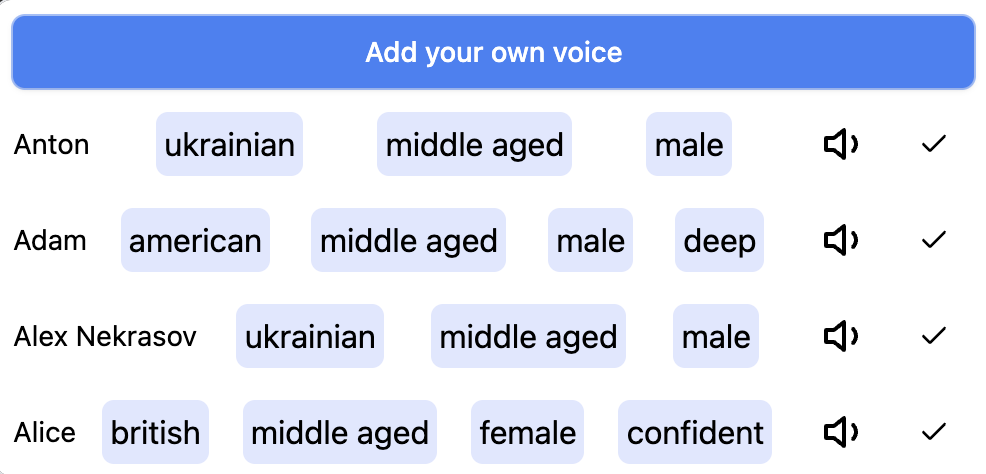 Add your own voice
Anton ukrainian middle aged male
Adam american middle aged male deep
Alex Nekrasov ukrainian middle aged male
Alice british middle aged female confident